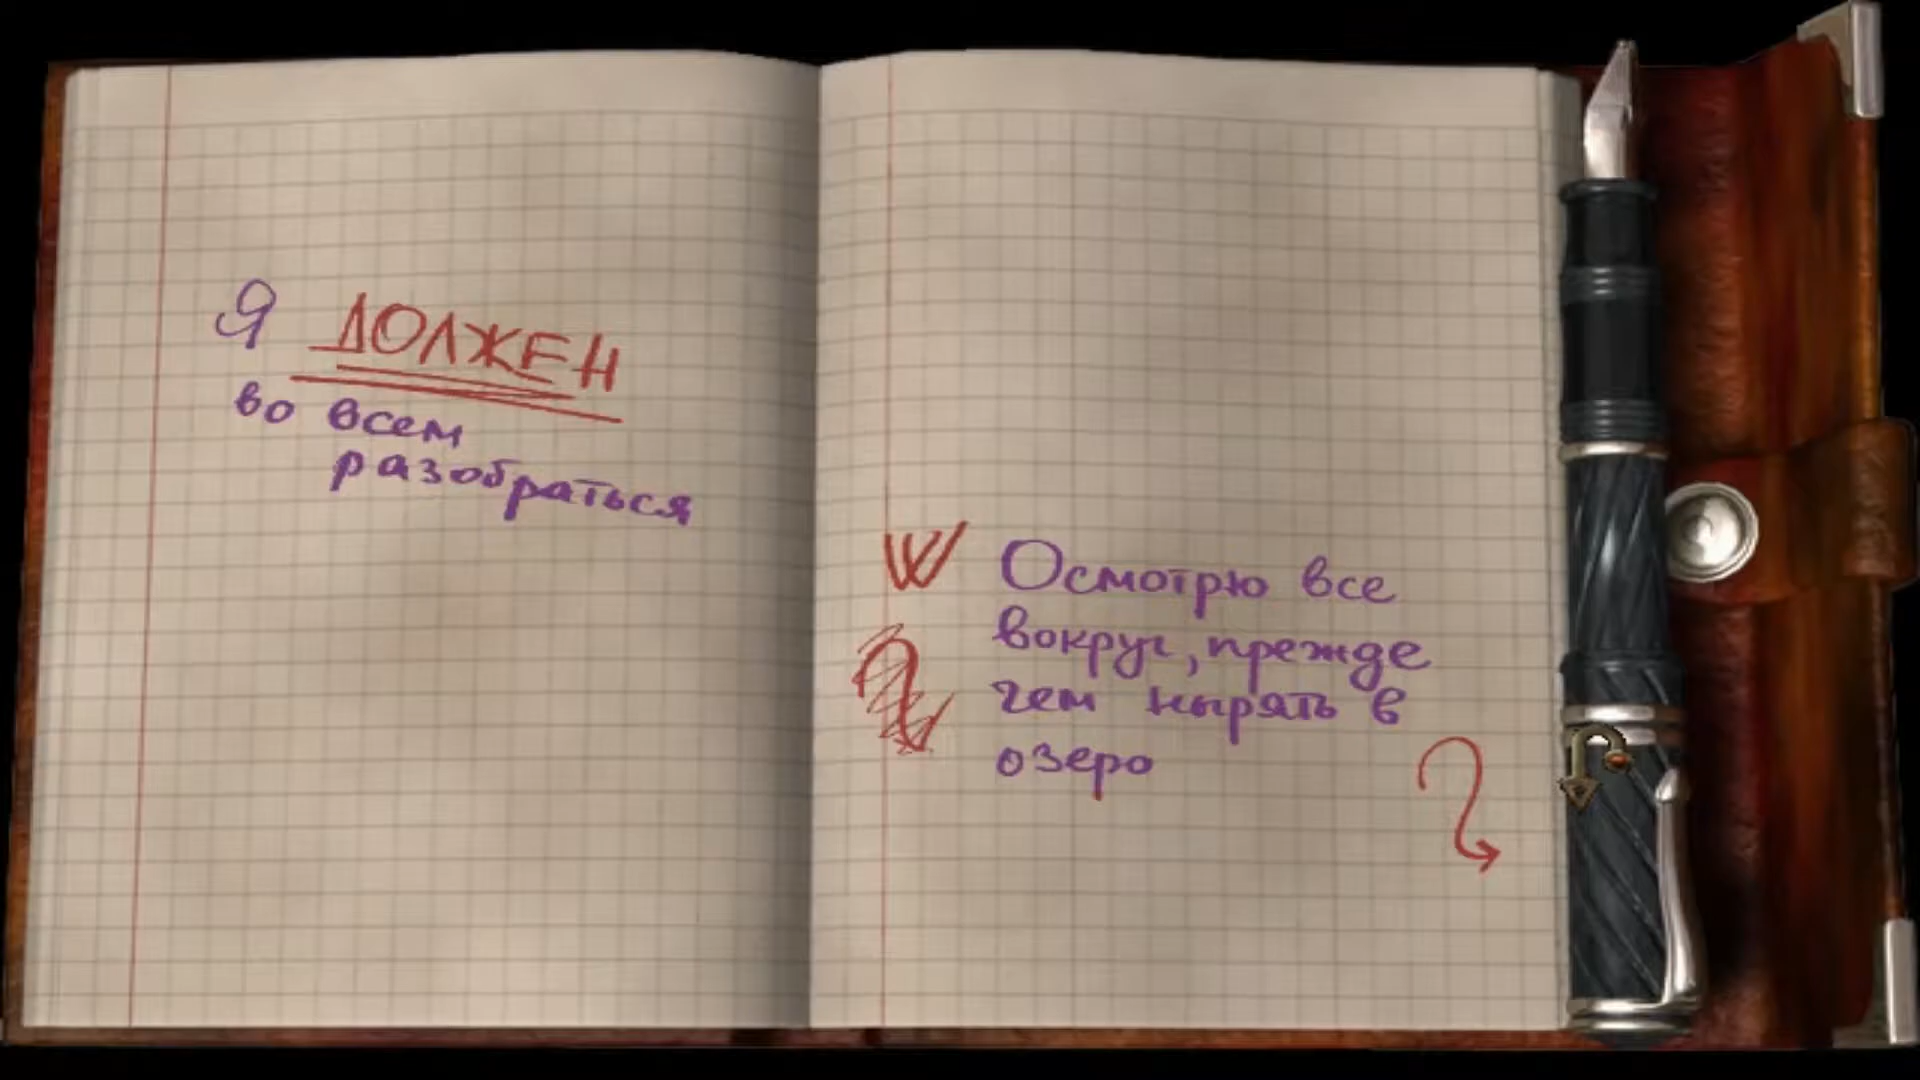 Я ДОЛЖЕН
во всем
разобраться
Осмотрю все
вокруг, прежде
чем нырять в
озеро